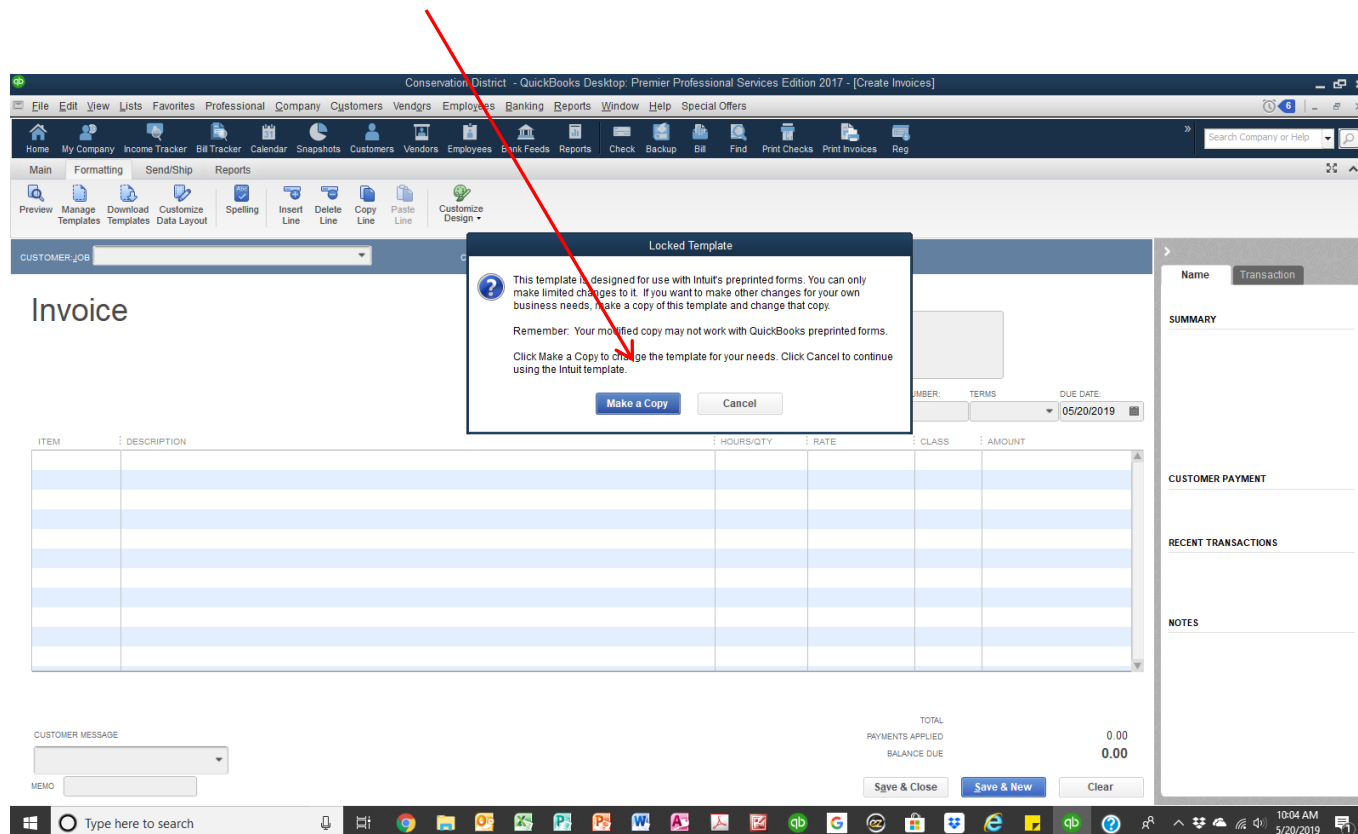 qb
Conservation District - QuickBooks Desktop: Premier Professional Services Edition 2017 - [Create Invoices]
File Edit View Lists Favorites Professional Company Customers Vendors Employees Banking Reports Window Help Special Offers
6
Home My Company Income Tracker Bill Tracker Calendar Snapshots Customers Vendors Employees Bank Feeds Reports Check Backup Bill Find Print Checks Print Invoices Reg
» Search Company or Help
Main Formatting Send/Ship Reports
Preview Manage Templates Download Templates Customize Data Layout Spelling Insert Line Delete Line Copy Line Paste Line Customize Design
CUSTOMER:JOB
Locked Template
This template is designed for use with Intuit's preprinted forms. You can only
make limited changes to it. If you want to make other changes for your own
business needs, make a copy of this template and change that copy.
Remember: Your modified copy may not work with QuickBooks preprinted forms.
Click Make a Copy to change the template for your needs. Click Cancel to continue
using the Intuit template.
Make a Copy Cancel
Invoice
TERMS DUE DATE:
05/20/2019
ITEM DESCRIPTION HOURS/QTY RATE CLASS AMOUNT
Name Transaction
SUMMARY
CUSTOMER PAYMENT
RECENT TRANSACTIONS
NOTES
TOTAL
PAYMENTS APPLIED 0.00
BALANCE DUE 0.00
CUSTOMER MESSAGE
MEMO
Save & Close Save & New Clear
Type here to search
10:04 AM
5/20/2019